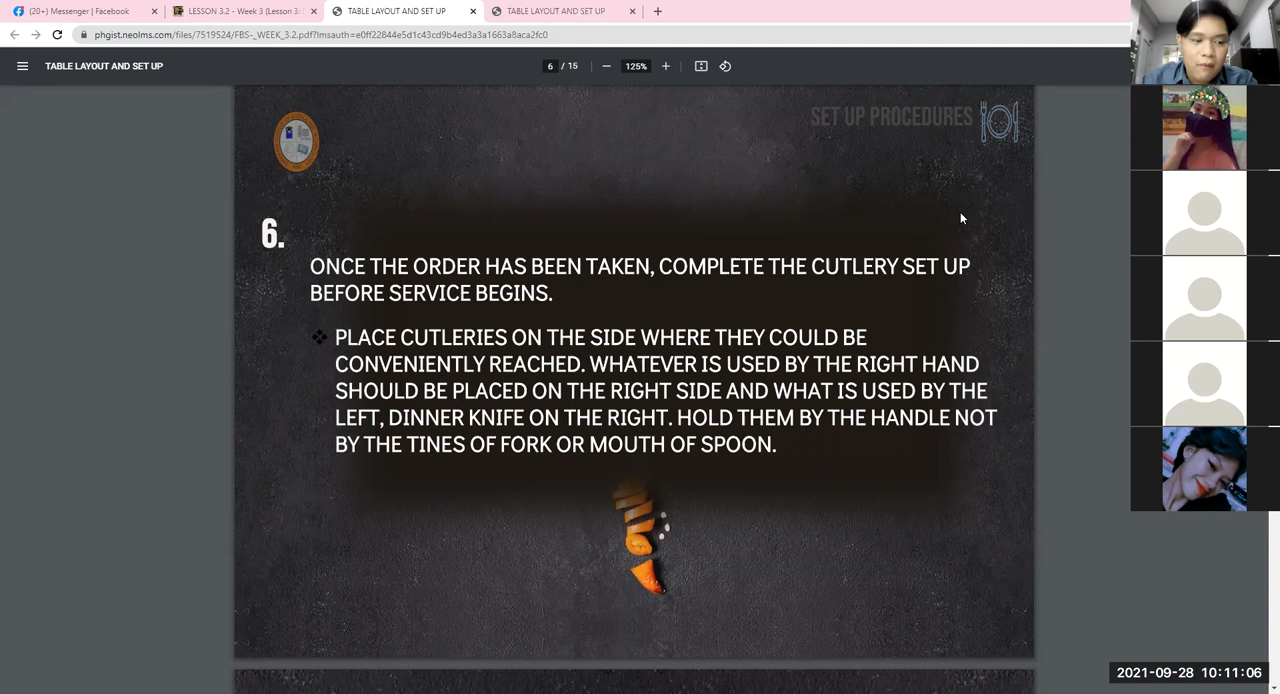 (20+) Messenger | Facebook
LESSON 3.2 - Week 3 (Lesson 3:
TABLE LAYOUT AND SET UP
TABLE LAYOUT AND SET UP
phgist.neolms.com/files/7519524/FBS-_WEEK_3.2.pdf?lmsauth=e0ff22844e5d1c43cd9b4ed3a3a1663a8aca2fc0
TABLE LAYOUT AND SET UP
6 / 15
125%
SET UP PROCEDURES
6.
ONCE THE ORDER HAS BEEN TAKEN, COMPLETE THE CUTLERY SET UP
BEFORE SERVICE BEGINS.
❖ PLACE CUTLERIES ON THE SIDE WHERE THEY COULD BE
CONVENIENTLY REACHED. WHATEVER IS USED BY THE RIGHT HAND
SHOULD BE PLACED ON THE RIGHT SIDE AND WHAT IS USED BY THE
LEFT, DINNER KNIFE ON THE RIGHT. HOLD THEM BY THE HANDLE NOT
BY THE TINES OF FORK OR MOUTH OF SPOON.
2021-09-28 10:11:06